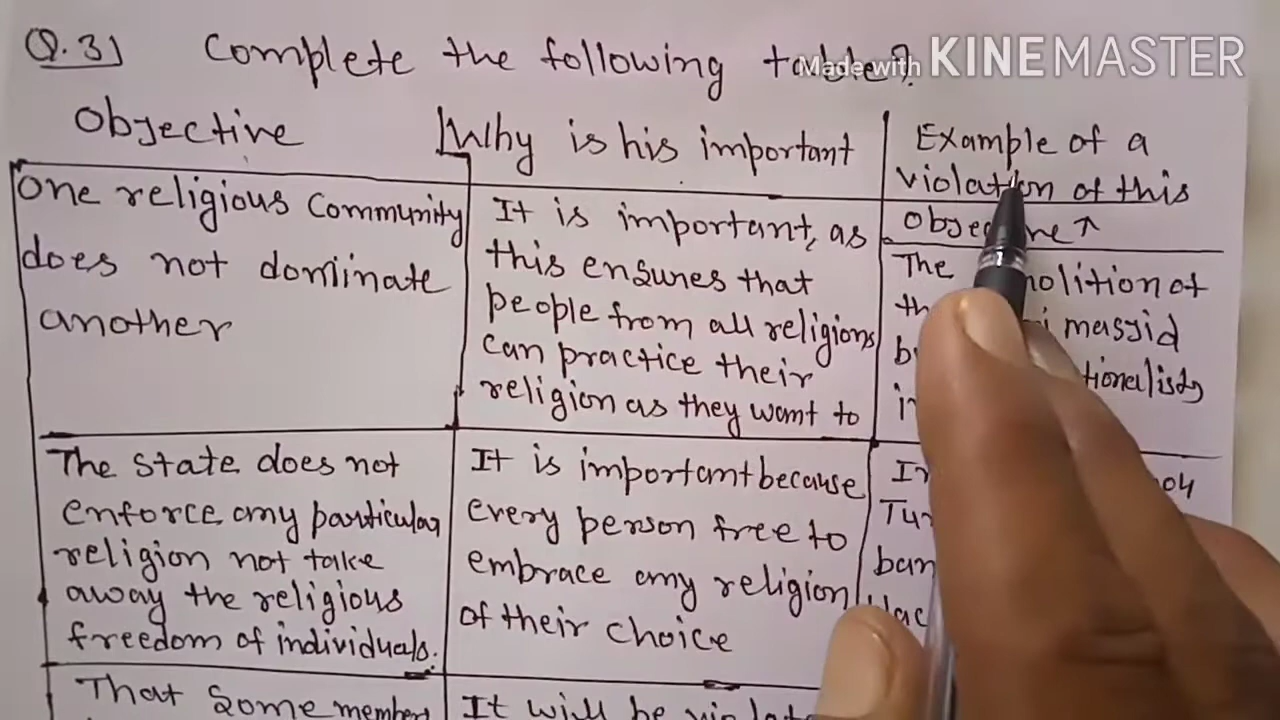 Q.3) Complete the following table?
Made with KINEMASTER
Objective
Why is his important
Example of a
violation of this
One religious Community
does not dominate
another
It is important, as
this ensures that
people from all religions
can practice their
religion as they want to
The
of
masjid
The state does not
enforce any particular
religion not take
away the religious
freedom of individuals.
It is important because
every person free to
embrace any religion
of their choice
That Some members
It will be